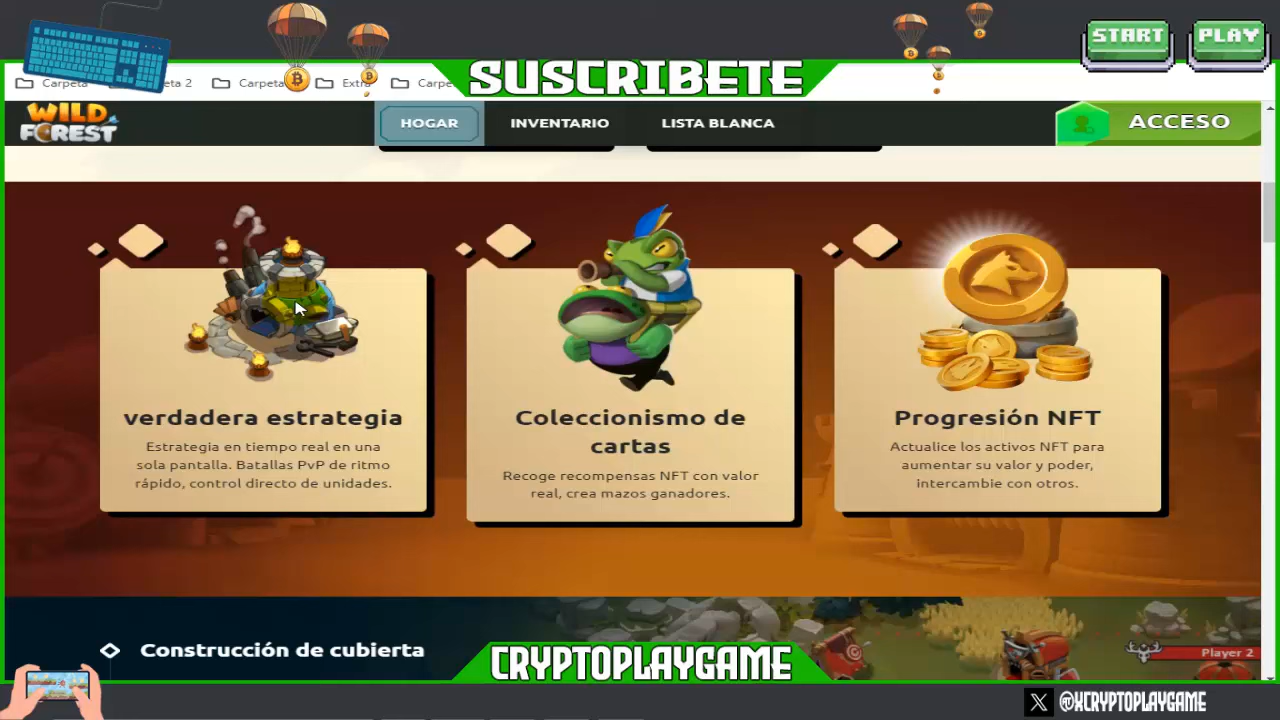 START
PLAY
SUSCRIBETE
Carpeta
ta 2
Carpeta
Extra
Carpe
WILD
FOREST
HOGAR
INVENTARIO
LISTA BLANCA
ACCESO
verdadera estrategia
Estrategia en tiempo real en una
sola pantalla. Batallas PvP de ritmo
rápido, control directo de unidades.
Coleccionismo de
cartas
Recoge recompensas NFT con valor
real, crea mazos ganadores.
Progresión NFT
Actualice los activos NFT para
aumentar su valor y poder,
intercambie con otros.
Construcción de cubierta
Player 2
CRYPTOPLAYGAME
@XCRYPTOPLAYGAME